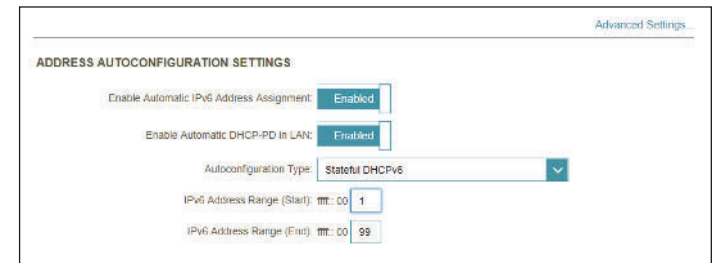 Advanced Settings...
ADDRESS AUTOCONFIGURATION SETTINGS
Enable Automatic IPv6 Address Assignment: Enabled
Enable Automatic DHCP-PD in LAN: Enabled
Autoconfiguration Type: Stateful DHCPv6
IPv6 Address Range (Start): ffff:: 00 1
IPv6 Address Range (End): ffff:: 00 99